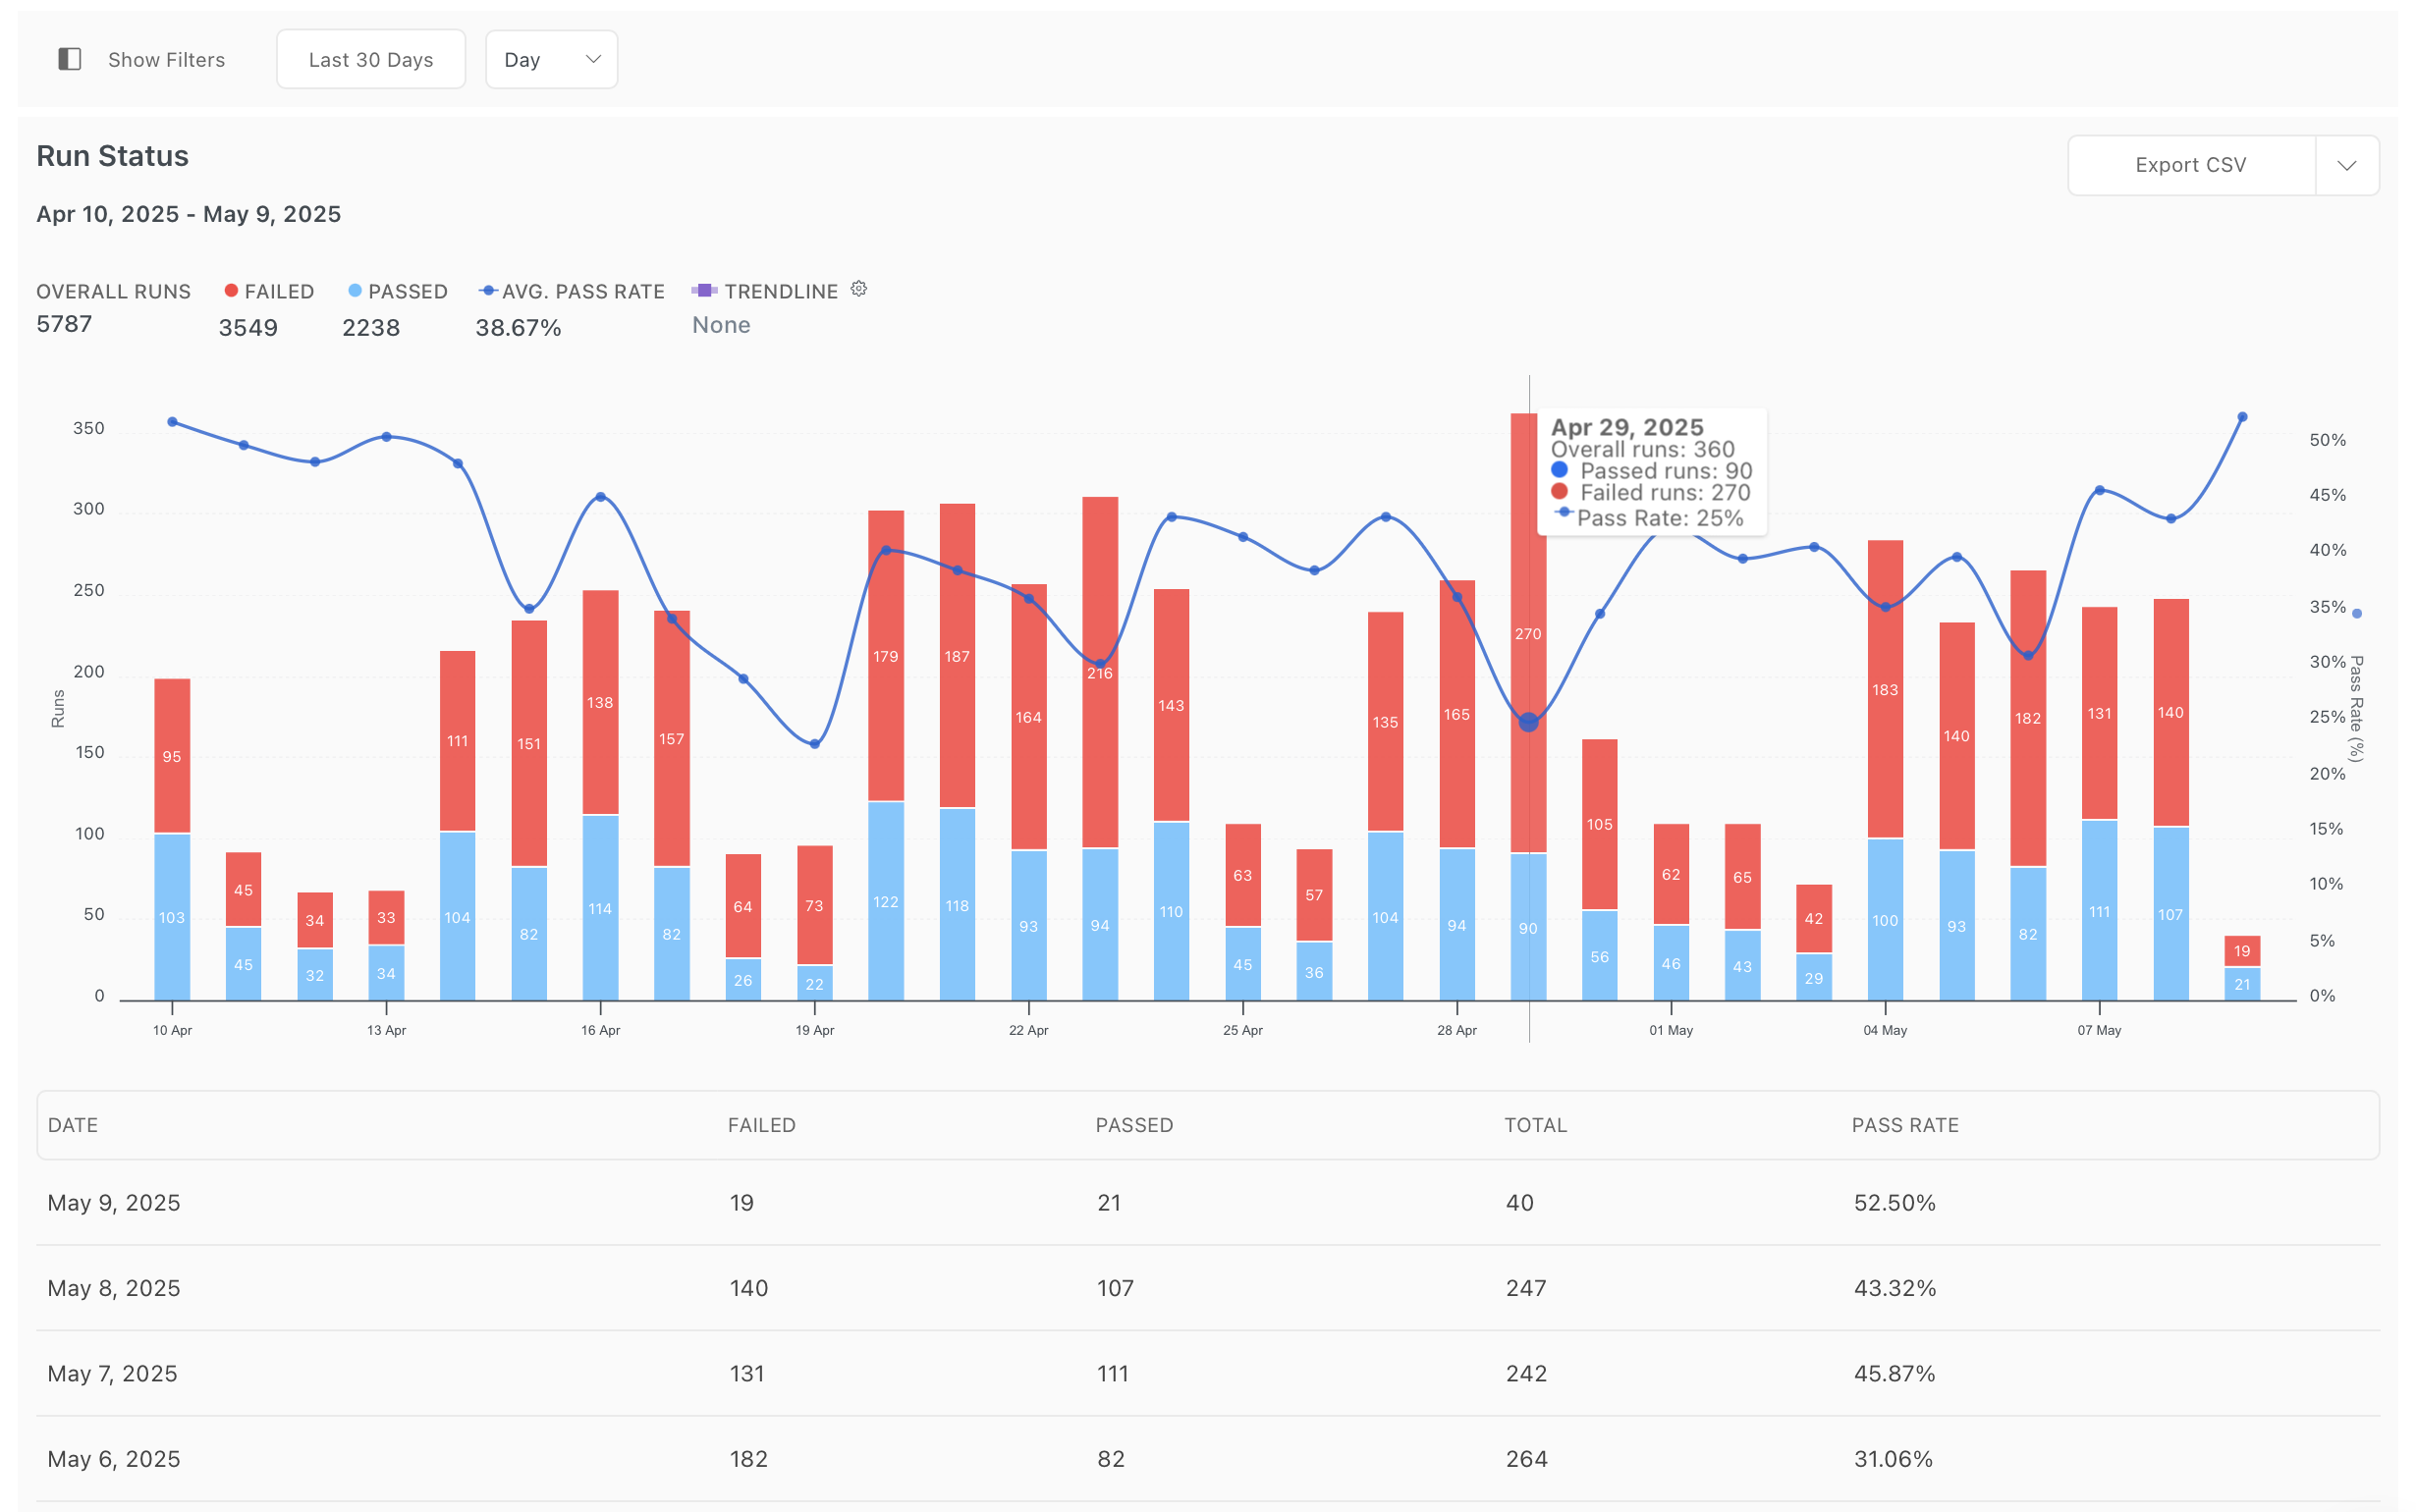 Show Filters Last 30 Days Day
Run Status
Export CSV
Apr 10, 2025 - May 9, 2025
OVERALL RUNS FAILED PASSED AVG. PASS RATE TRENDLINE
5787 3549 2238 38.67% None
Apr 29, 2025
Overall runs: 360
Passed runs: 90
Failed runs: 270
Pass Rate: 25%
350
300
250
200
150
100
50
0
Runs
50%
45%
40%
35%
30%
25%
20%
15%
10%
5%
0%
Pass Rate (%)
95 45 34 33 111 151 138 157 64 73 179 187 164 216 143 63 57 135 165 270 105 62 65 42 183 140 182 131 140 19
103 45 32 34 104 82 114 82 26 22 122 118 93 94 110 45 36 104 94 90 56 46 43 29 100 93 82 111 107 21
10 Apr 13 Apr 16 Apr 19 Apr 22 Apr 25 Apr 28 Apr 01 May 04 May 07 May
DATE FAILED PASSED TOTAL PASS RATE
May 9, 2025 19 21 40 52.50%
May 8, 2025 140 107 247 43.32%
May 7, 2025 131 111 242 45.87%
May 6, 2025 182 82 264 31.06%